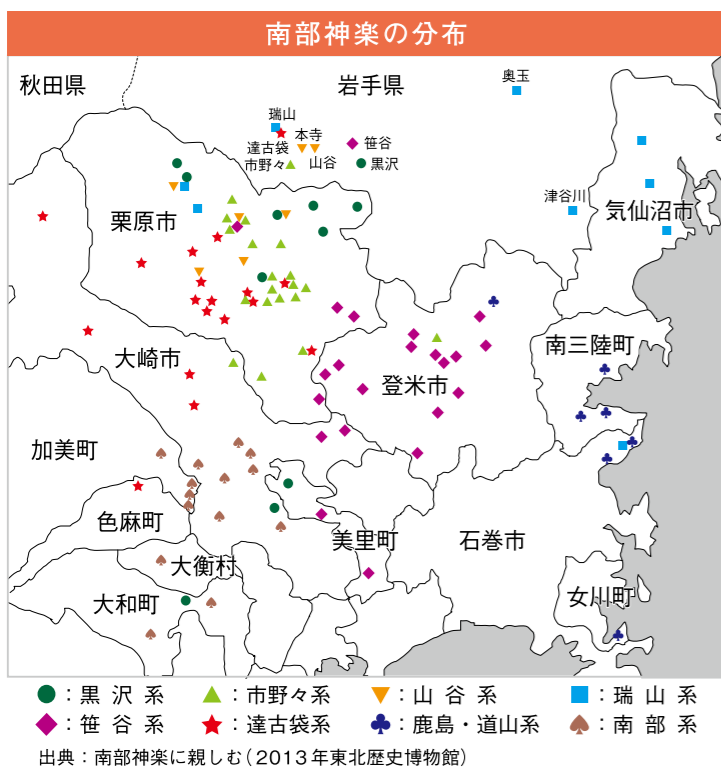 南部神楽の分布
秋田県
岩手県
奥玉
瑞山
本寺
笹谷
達古袋
市野々
山谷
黒沢
津谷川
気仙沼市
栗原市
南三陸町
大崎市
登米市
加美町
色麻町
美里町
石巻市
大衡村
大和町
女川町
：黒沢系
：市野々系
：山谷系
：瑞山系
：笹谷系
：達古袋系
：鹿島・道山系
：南部系
出典：南部神楽に親しむ（2013年東北歴史博物館）